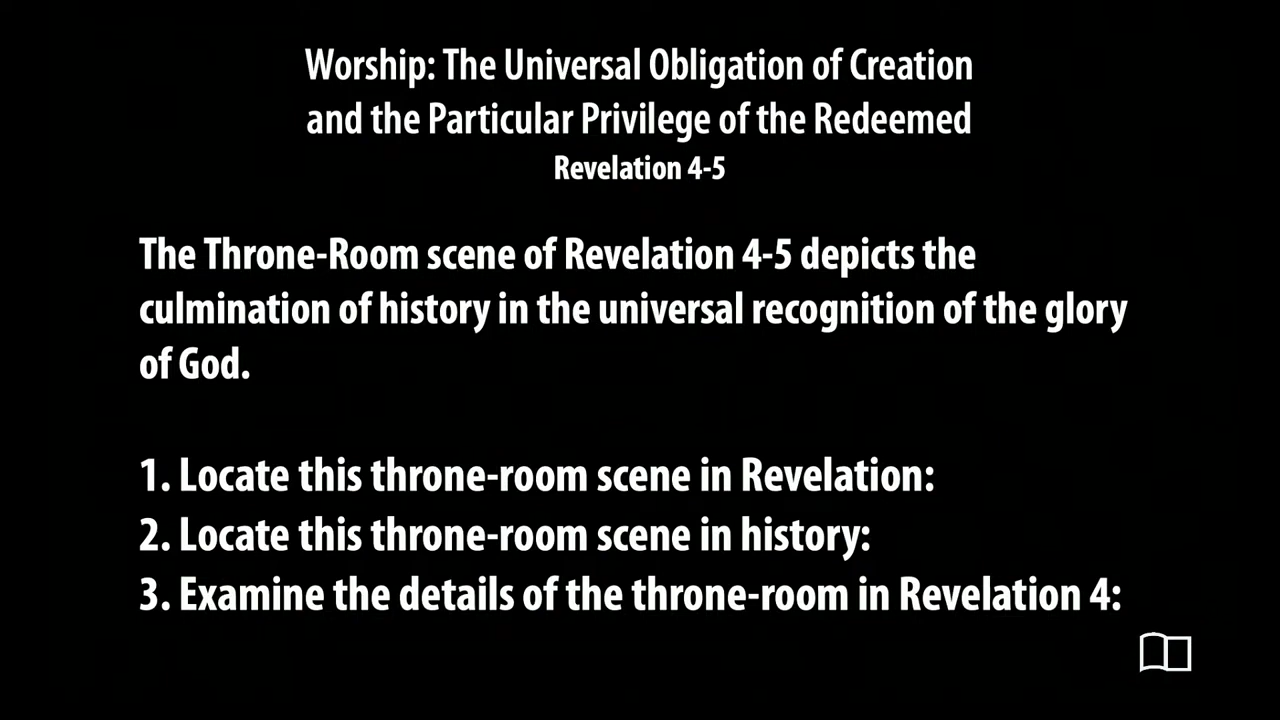 Worship: The Universal Obligation of Creation
and the Particular Privilege of the Redeemed
Revelation 4-5
The Throne-Room scene of Revelation 4-5 depicts the
culmination of history in the universal recognition of the glory
of God.
1. Locate this throne-room scene in Revelation:
2. Locate this throne-room scene in history:
3. Examine the details of the throne-room in Revelation 4: